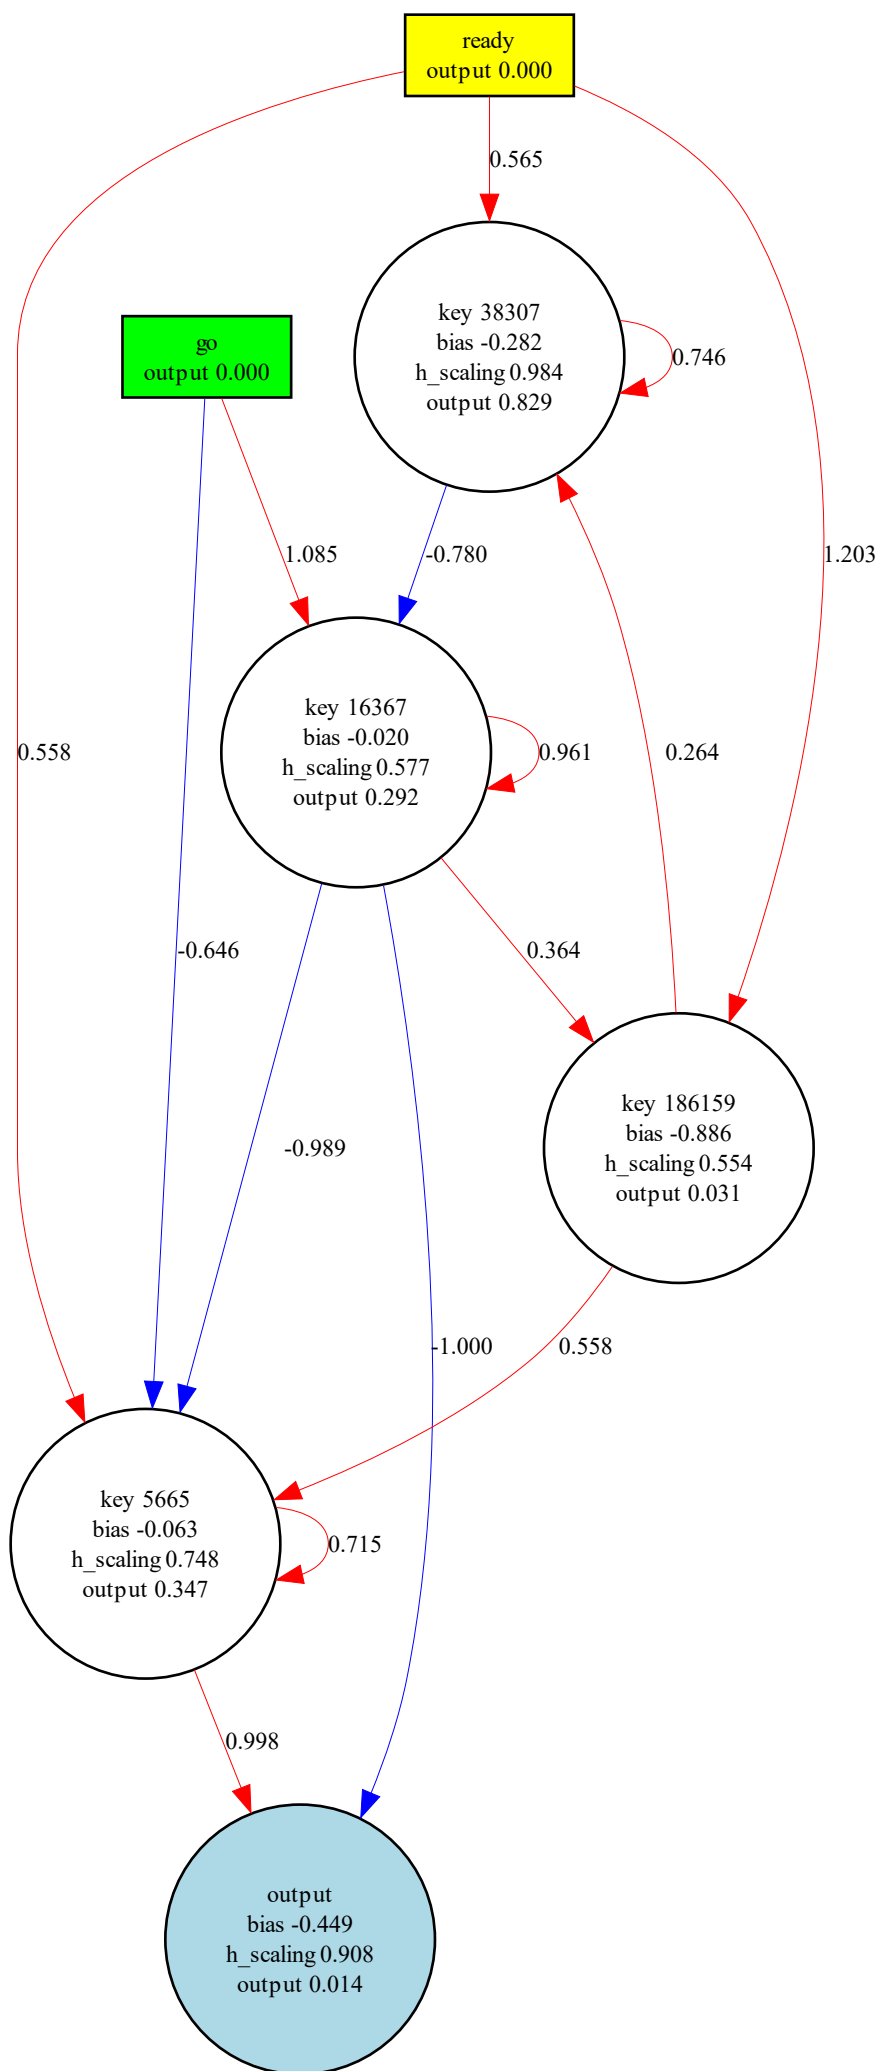 ready
output 0.000
0.565
key 38307
bias -0.282
h_scaling 0.984
output 0.829
0.746
go
output 0.000
1.085
-0.780
1.203
key 16367
bias -0.020
h_scaling 0.577
output 0.292
0.961
0.264
0.558
-0.646
0.364
-0.989
key 186159
bias -0.886
h_scaling 0.554
output 0.031
-1.000
0.558
key 5665
bias -0.063
h_scaling 0.748
output 0.347
0.715
0.998
output
bias -0.449
h_scaling 0.908
output 0.014